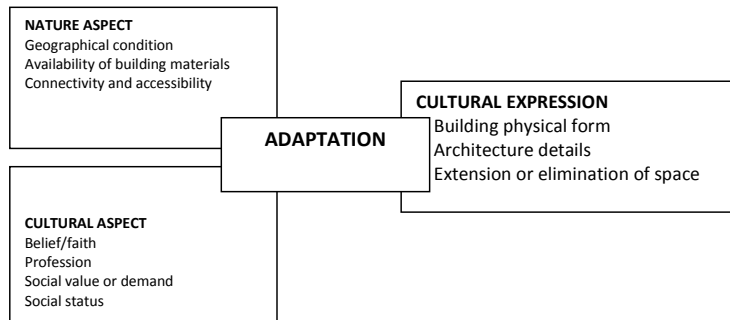 NATURE ASPECT
Geographical condition
Availability of building materials
Connectivity and accessibility
ADAPTATION
CULTURAL EXPRESSION
Building physical form
Architecture details
Extension or elimination of space
CULTURAL ASPECT
Belief/faith
Profession
Social value or demand
Social status